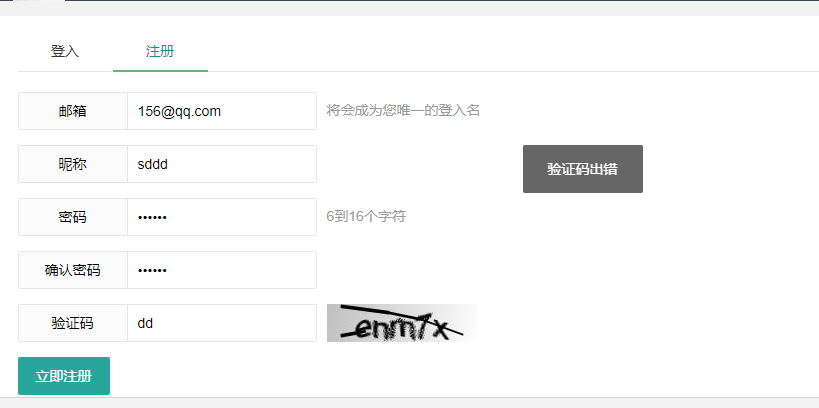 登入 注册
邮箱 156@qq.com 将会成为您唯一的登入名
昵称 sddd 验证码出错
密码 •••••• 6到16个字符
确认密码 ••••••
验证码 dd
立即注册